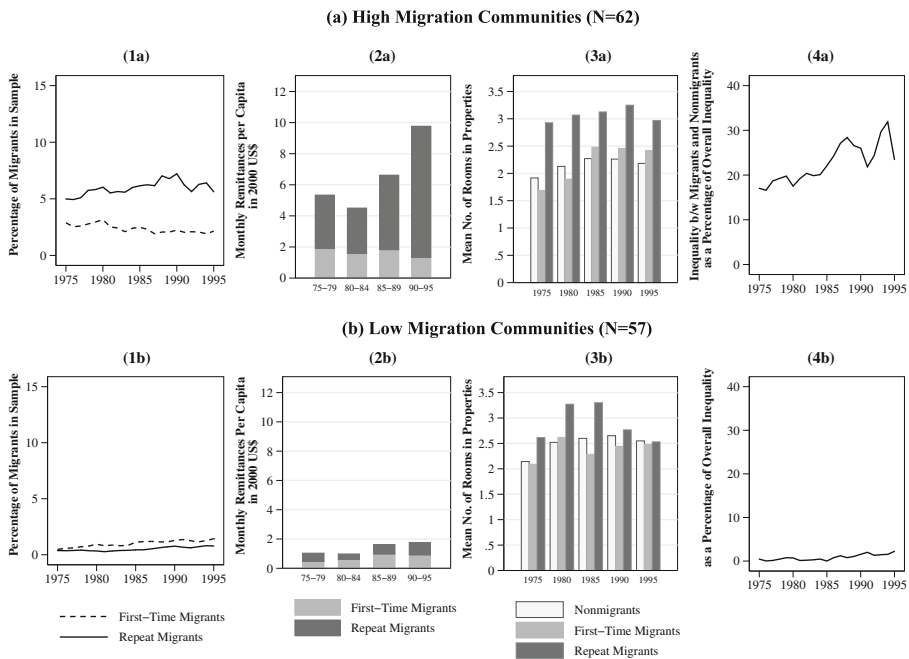 (a) High Migration Communities (N=62)
(1a)
Percentage of Migrants in Sample
15
10
5
0
1975 1980 1985 1990 1995
(2a)
Monthly Remittances per Capita
in 2000 US$
12
10
8
6
4
2
0
75–79 80–84 85–89 90–95
(3a)
Mean No. of Rooms in Properties
3.5
3
2.5
2
1.5
1
.5
0
1975 1980 1985 1990 1995
(4a)
Inequality b/w Migrants and Nonmigrants
as a Percentage of Overall Inequality
40
30
20
10
0
1975 1980 1985 1990 1995
(b) Low Migration Communities (N=57)
(1b)
Percentage of Migrants in Sample
15
10
5
0
1975 1980 1985 1990 1995
First–Time Migrants
Repeat Migrants
(2b)
Monthly Remittances Per Capita
in 2000 US$
12
10
8
6
4
2
0
75–79 80–84 85–89 90–95
First–Time Migrants
Repeat Migrants
(3b)
Mean No. of Rooms in Properties
3.5
3
2.5
2
1.5
1
.5
0
1975 1980 1985 1990 1995
Nonmigrants
First–Time Migrants
Repeat Migrants
(4b)
as a Percentage of Overall Inequality
40
30
20
10
0
1975 1980 1985 1990 1995